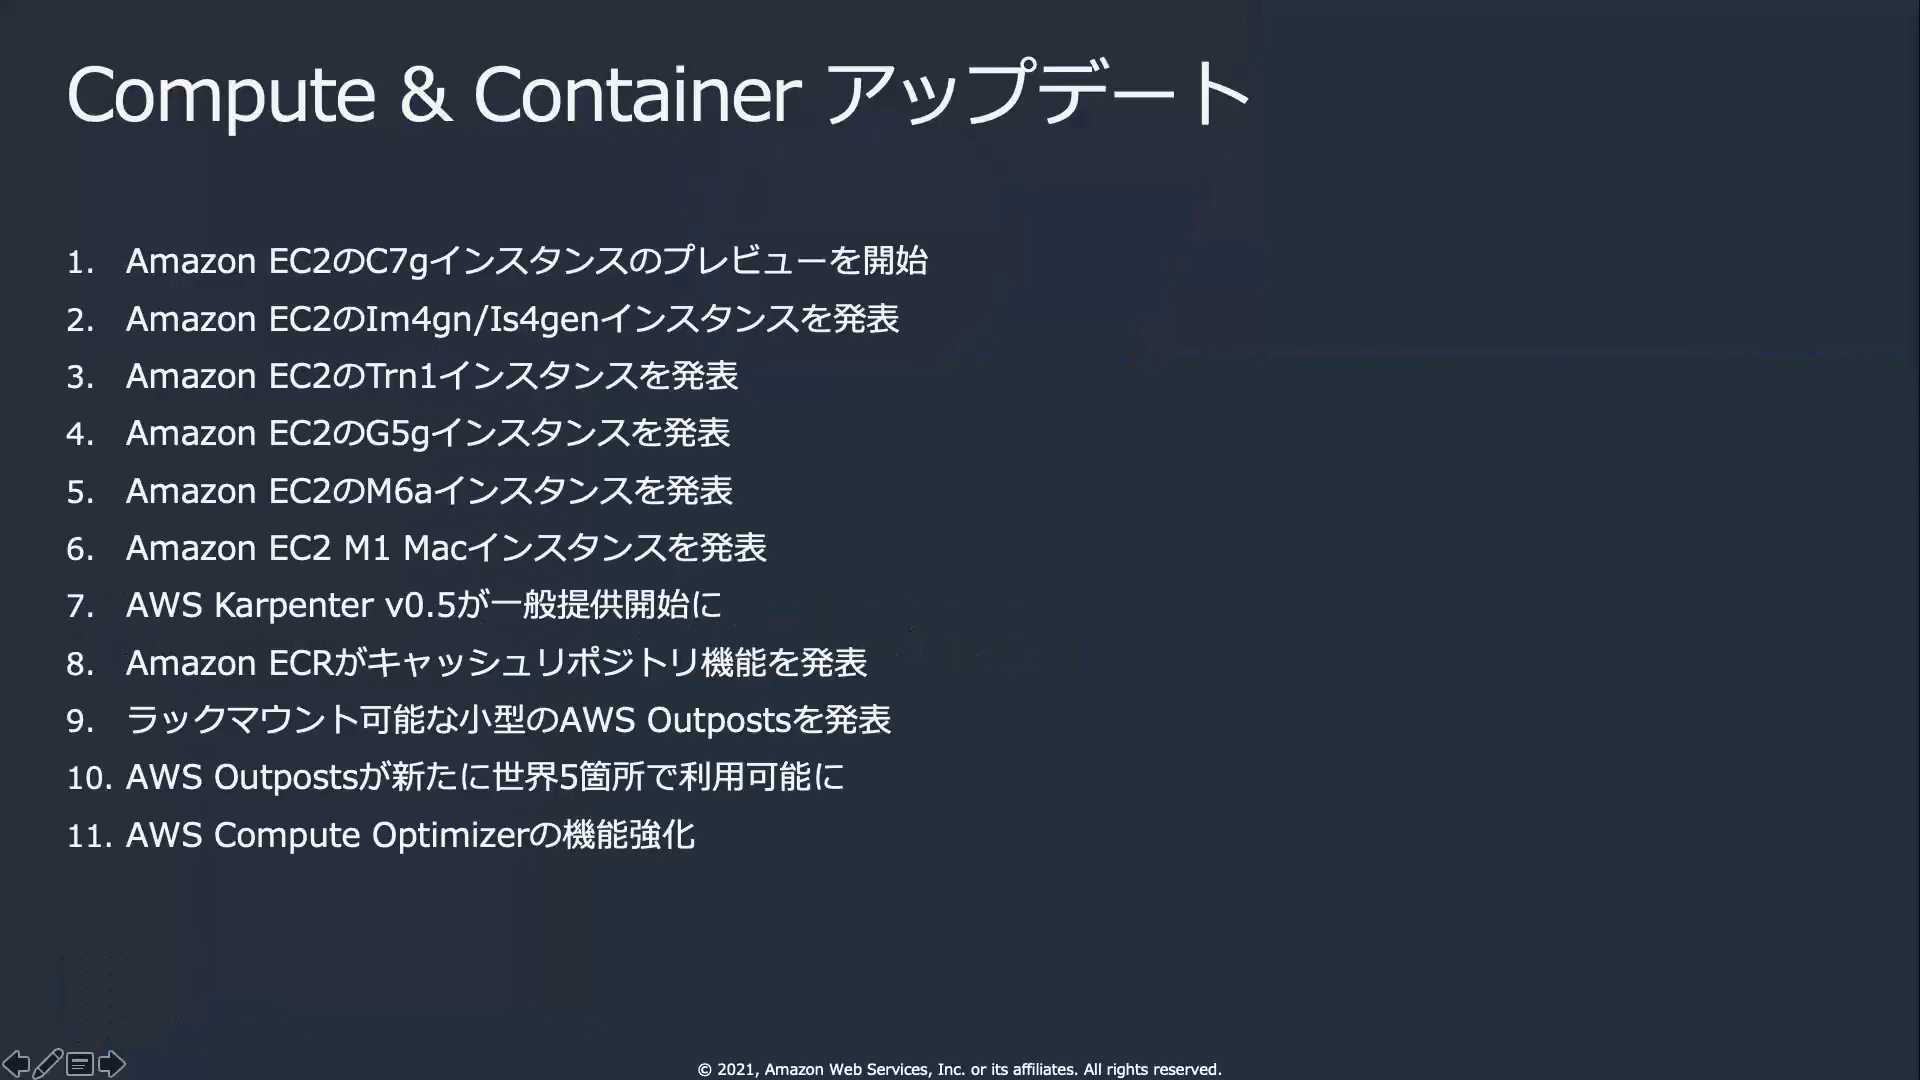 Compute & Container アップデート
1. Amazon EC2のC7gインスタンスのプレビューを開始
2. Amazon EC2のIm4gn/Is4genインスタンスを発表
3. Amazon EC2のTrn1インスタンスを発表
4. Amazon EC2のG5gインスタンスを発表
5. Amazon EC2のM6aインスタンスを発表
6. Amazon EC2 M1 Macインスタンスを発表
7. AWS Karpenter v0.5が一般提供開始に
8. Amazon ECRがキャッシュリポジトリ機能を発表
9. ラックマウント可能な小型のAWS Outpostsを発表
10. AWS Outpostsが新たに世界5箇所で利用可能に
11. AWS Compute Optimizerの機能強化
© 2021, Amazon Web Services, Inc. or its affiliates. All rights reserved.